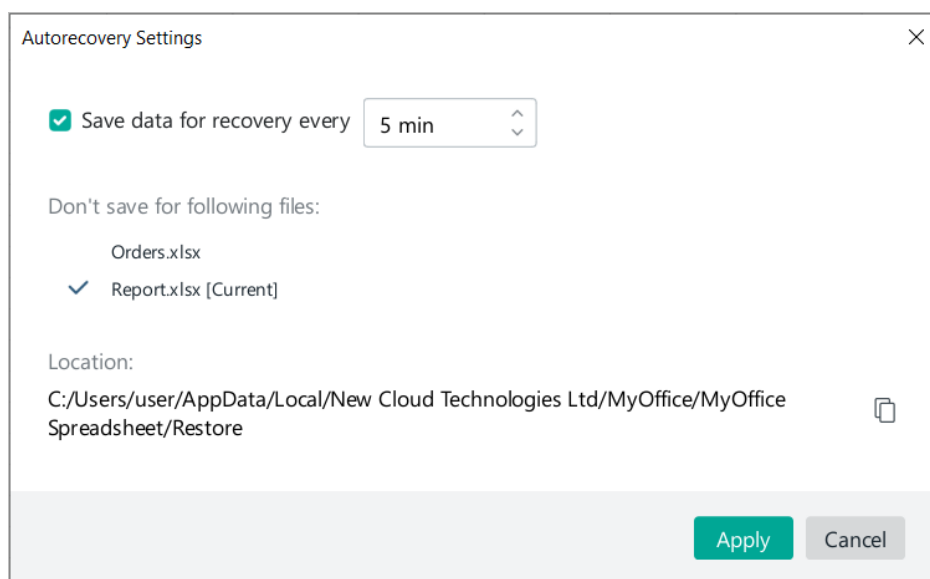 Autorecovery Settings
Save data for recovery every 5 min
Don't save for following files:
Orders.xlsx
Report.xlsx [Current]
Location:
C:/Users/user/AppData/Local/New Cloud Technologies Ltd/MyOffice/MyOffice
Spreadsheet/Restore
Apply Cancel